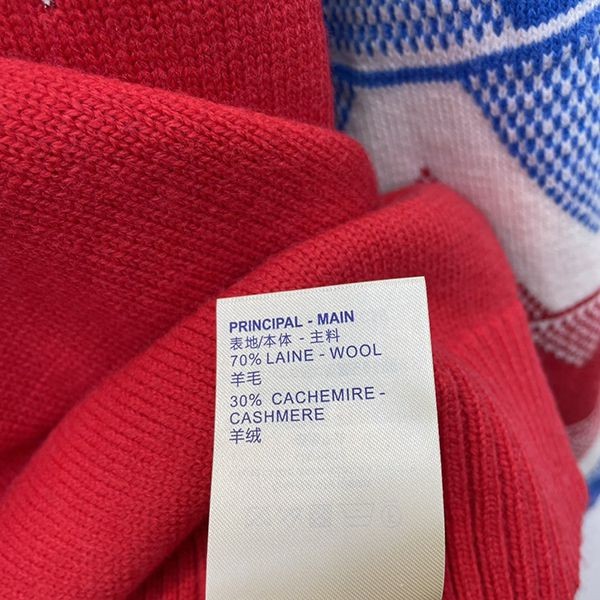 PRINCIPAL - MAIN
表地/本体 - 主料
70% LAINE - WOOL
羊毛
30% CACHEMIRE -
CASHMERE
羊绒